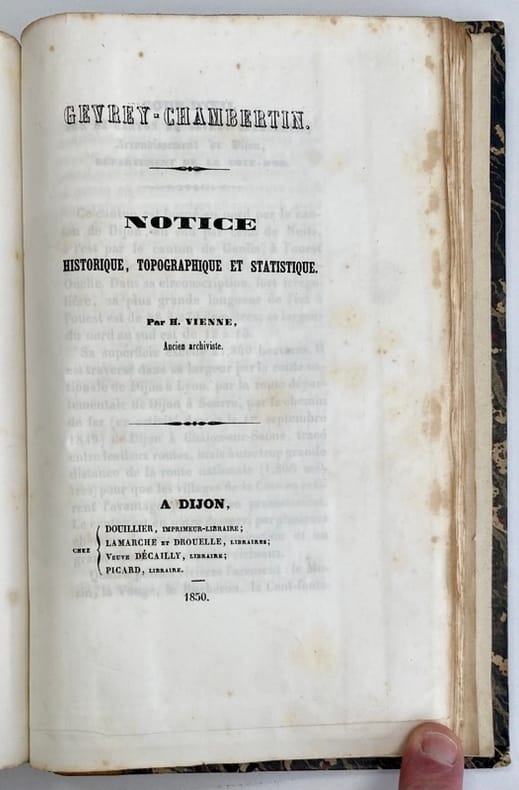 GEVREY-CHAMBERTIN.
NOTICE
HISTORIQUE, TOPOGRAPHIQUE ET STATISTIQUE.
Par H. VIENNE,
Ancien archiviste.
A DIJON,
CHEZ
DOUILLIER, IMPRIMEUR-LIBRAIRE;
LAMARCHE ET DROUELLE, LIBRAIRES;
VEUVE DÉCAILLY, LIBRAIRE;
PICARD, LIBRAIRE.
1850.